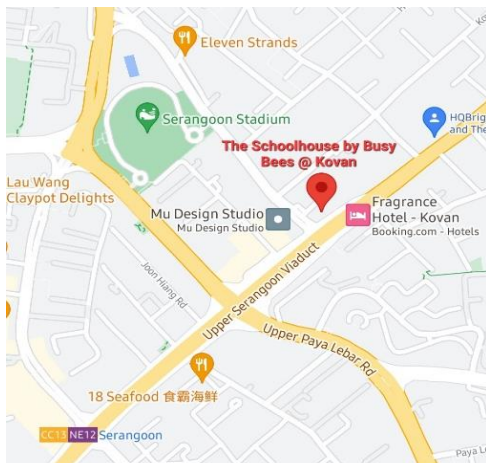 Eleven Strands
Serangoon Stadium
The Schoolhouse by Busy
Bees @ Kovan
HQBrig
and The
Lau Wang
Claypot Delights
Mu Design Studio
Mu Design Studio
Fragrance
Hotel - Kovan
Booking.com - Hotels
Joon Hiang Rd
Upper Serangoon Viaduct
Upper Paya Lebar Rd
18 Seafood 食霸海鲜
CC13 NE12 Serangoon
Paya L